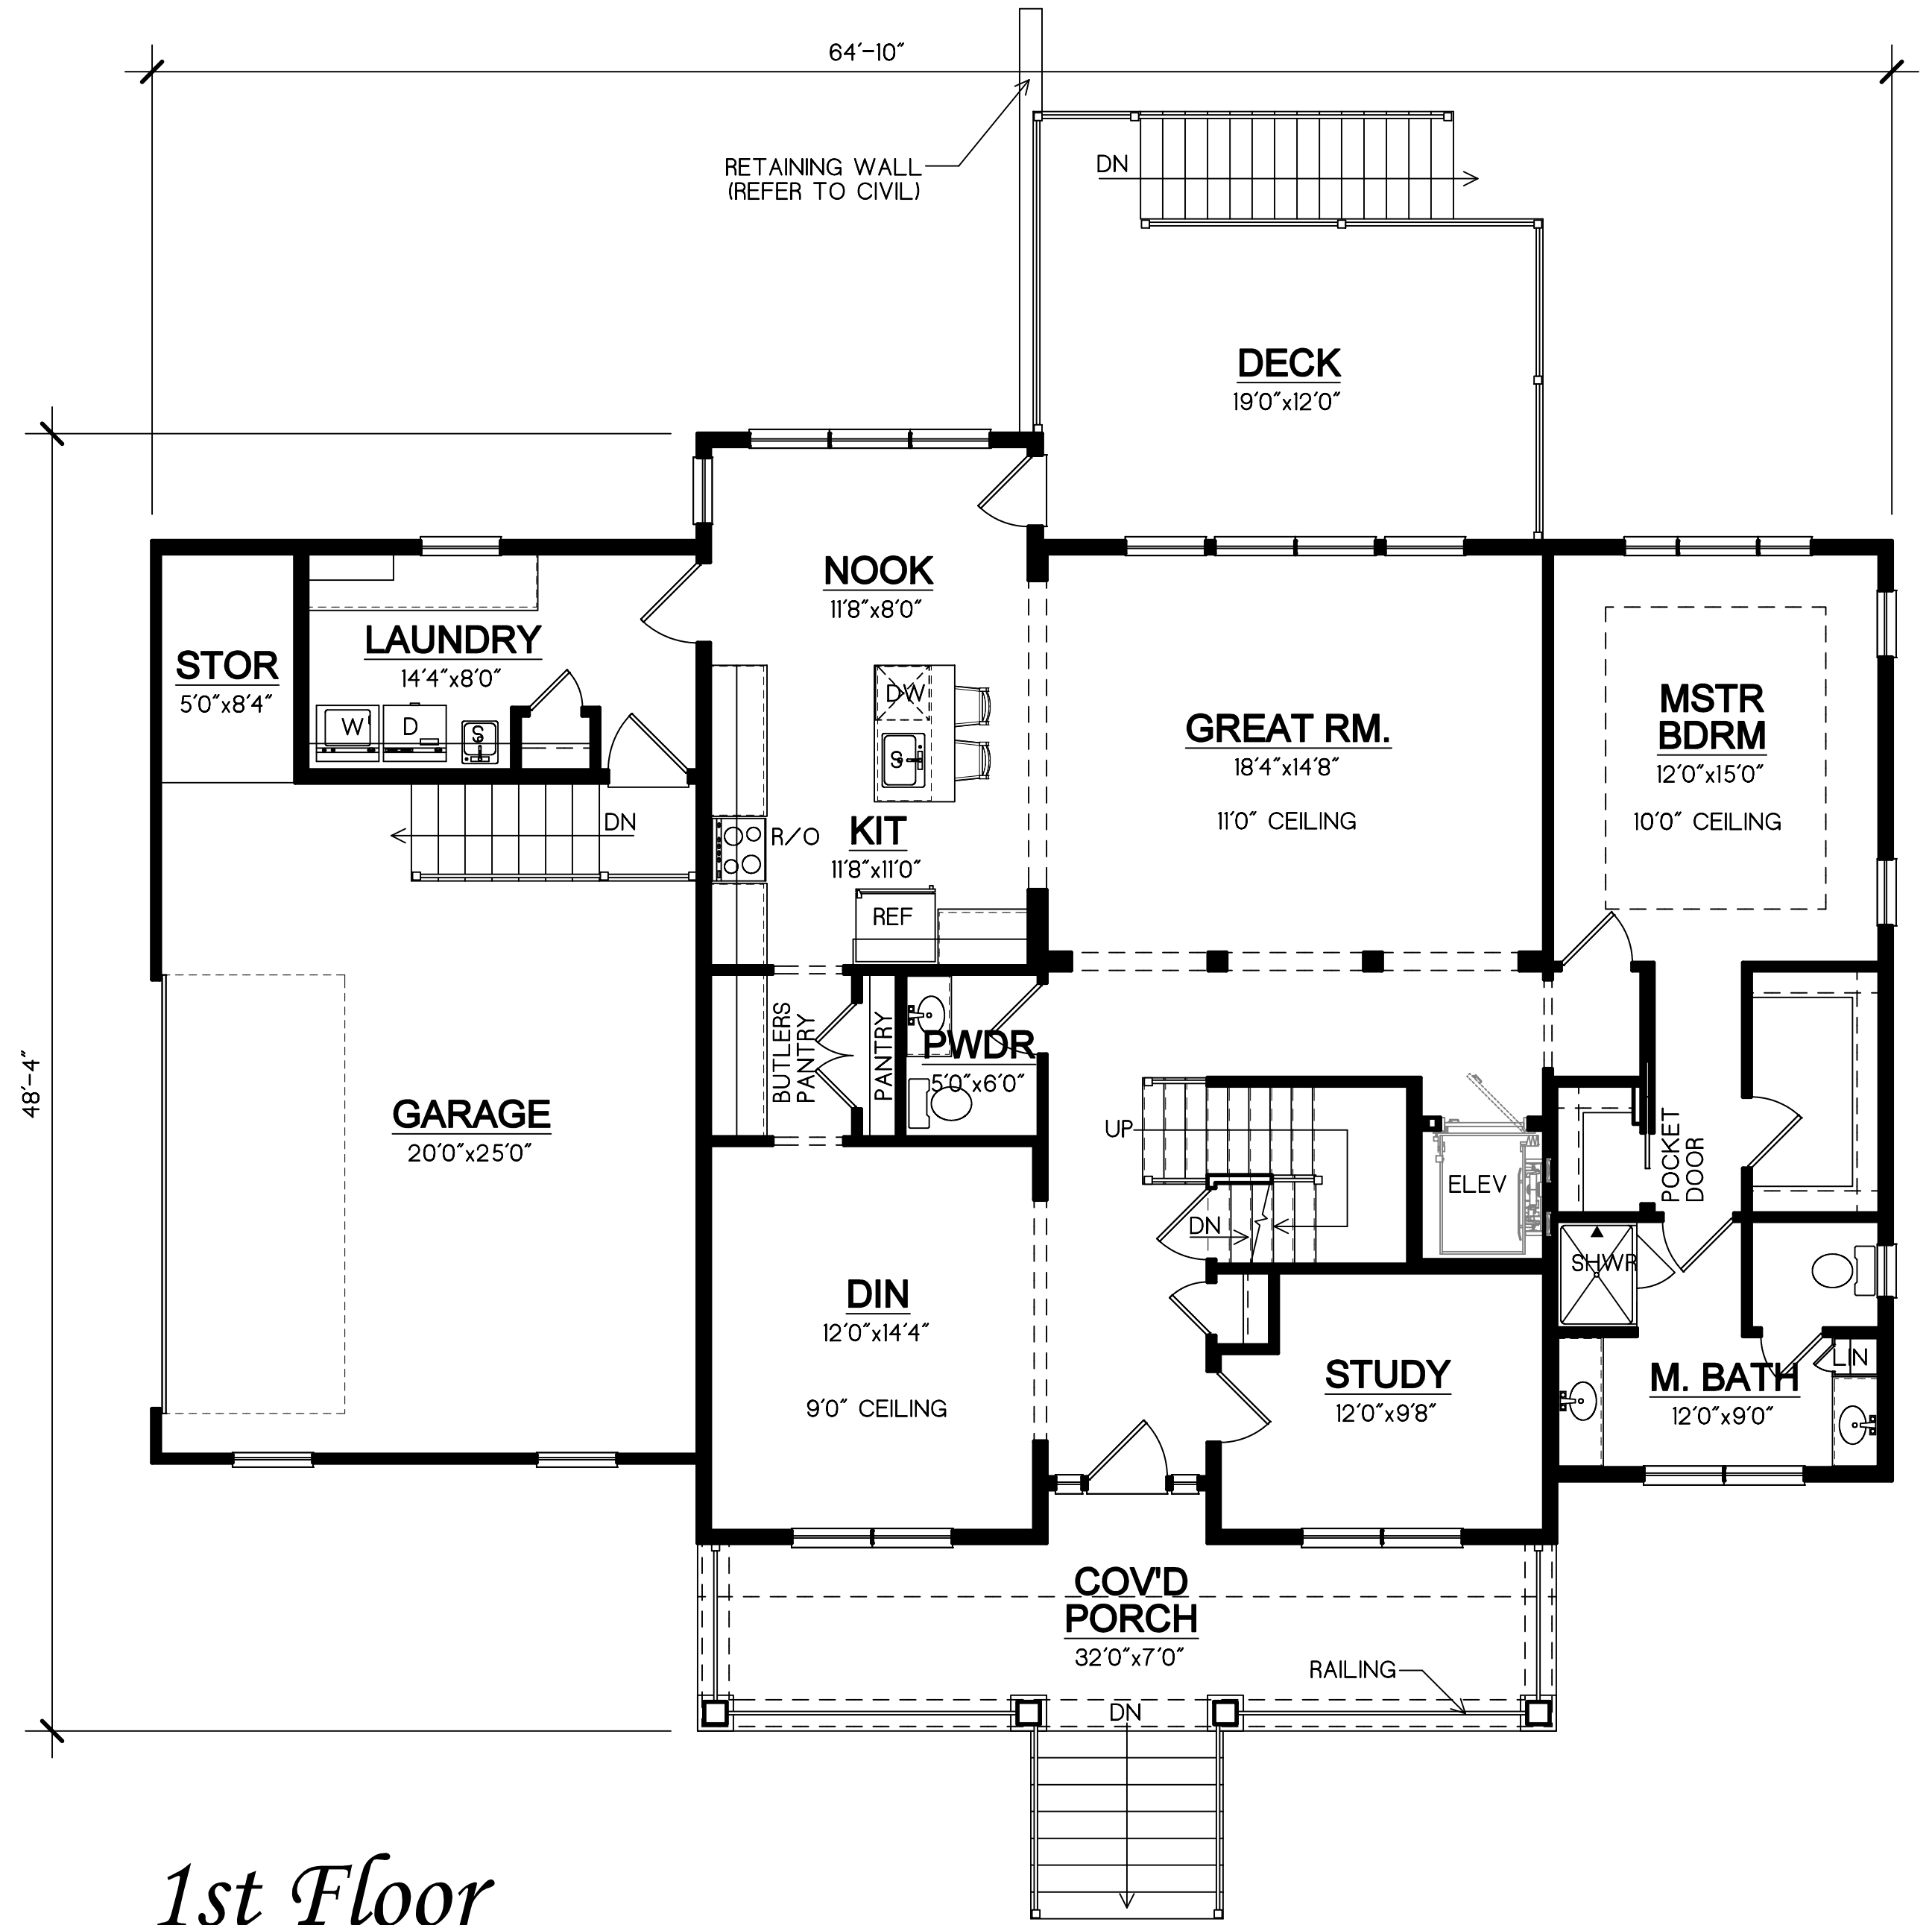 64'-10"
RETAINING WALL
(REFER TO CIVIL)
DN
DECK
19'0"x12'0"
NOOK
11'8"x8'0"
LAUNDRY
14'4"x8'0"
STOR
5'0"x8'4"
W
D
S
DW
S
MSTR
BDRM
12'0"x15'0"
10'0" CEILING
GREAT RM.
18'4"x14'8"
11'0" CEILING
DN
R/O
KIT
11'8"x11'0"
REF
BUTLERS
PANTRY
PANTRY
PWDR
5'0"x6'0"
48'-4"
GARAGE
20'0"x25'0"
UP
DN
ELEV
POCKET
DOOR
SHWR
DIN
12'0"x14'4"
9'0" CEILING
STUDY
12'0"x9'8"
M. BATH
12'0"x9'0"
LIN
COV'D
PORCH
32'0"x7'0"
RAILING
DN
1st Floor